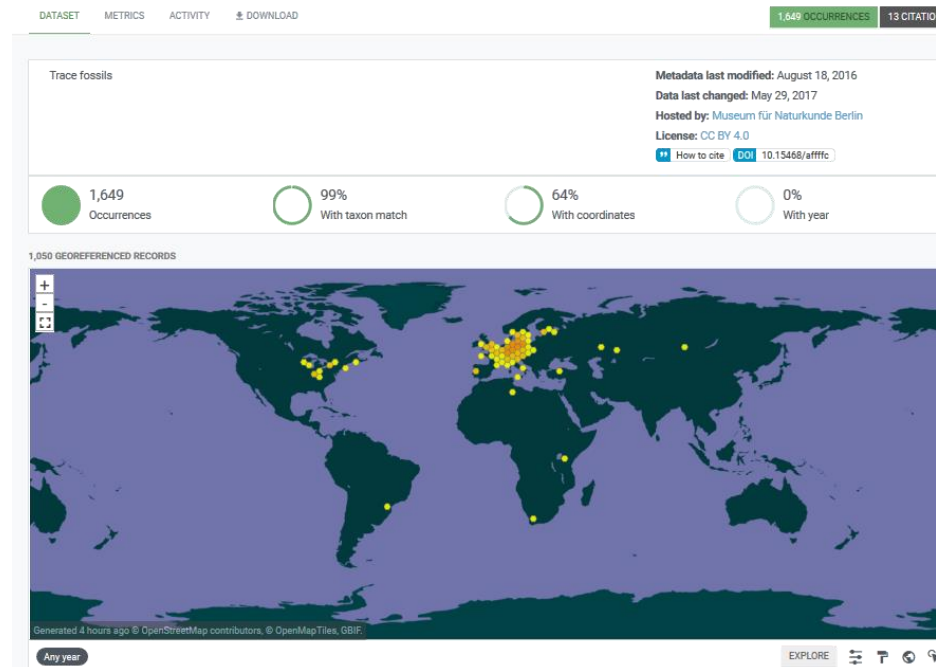 DATASET METRICS ACTIVITY DOWNLOAD 1,649 OCCURRENCES 13 CITATIO
Trace fossils
Metadata last modified: August 18, 2016
Data last changed: May 29, 2017
Hosted by: Museum für Naturkunde Berlin
License: CC BY 4.0
How to cite DOI 10.15468/affffc
1,649 99% 64% 0%
Occurrences With taxon match With coordinates With year
1,050 GEOREFERENCED RECORDS
+
-
Generated 4 hours ago © OpenStreetMap contributors, © OpenMapTiles, GBIF.
Any year EXPLORE